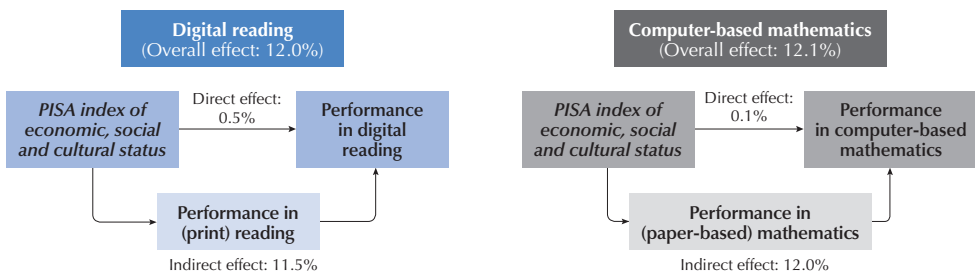 Digital reading
(Overall effect: 12.0%)
PISA index of
economic, social
and cultural status
Direct effect:
0.5%
Performance
in digital
reading
Performance in
(print) reading
Indirect effect: 11.5%
Computer-based mathematics
(Overall effect: 12.1%)
PISA index of
economic, social
and cultural status
Direct effect:
0.1%
Performance
in computer-based
mathematics
Performance in
(paper-based) mathematics
Indirect effect: 12.0%